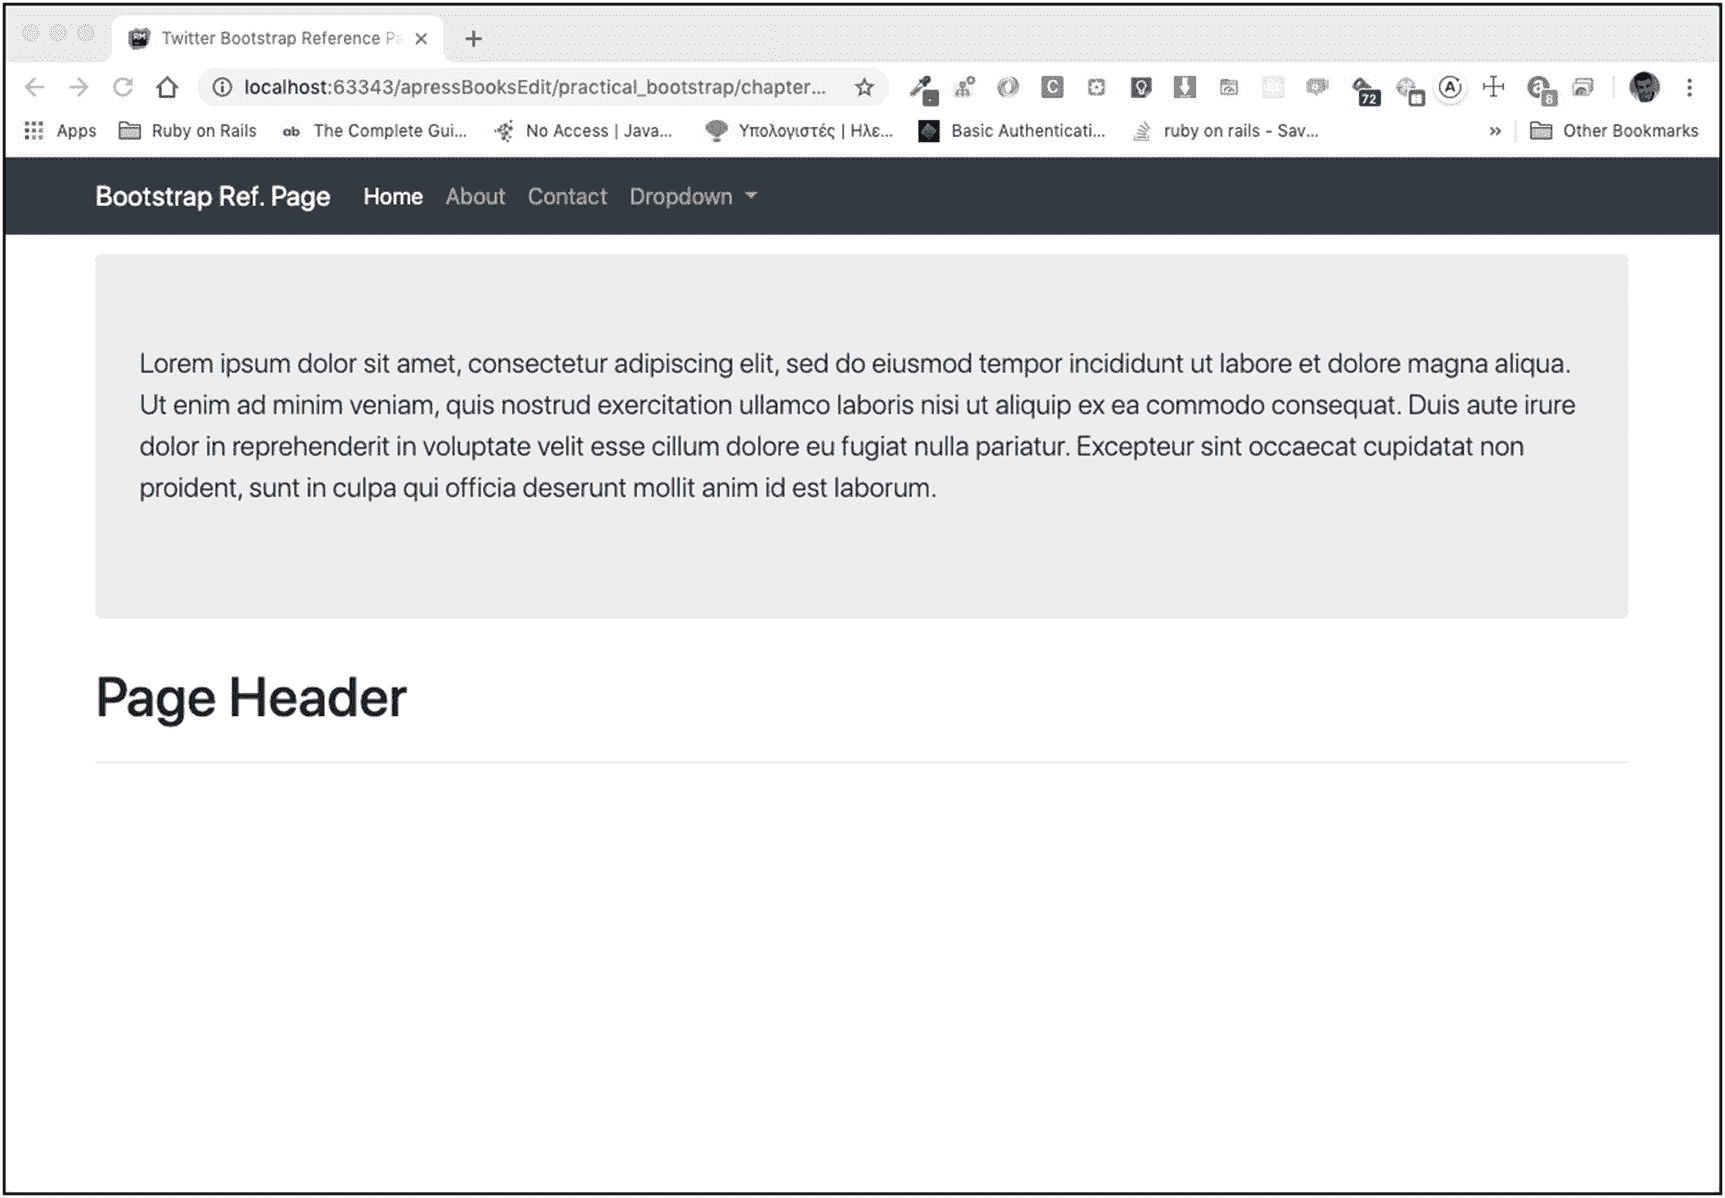 Twitter Bootstrap Reference Pa
localhost:63343/apressBooksEdit/practical_bootstrap/chapter...
C
72
A
a
6
Apps
Ruby on Rails
ab
The Complete Gui...
No Access | Java...
Υπολογιστές | Ηλε...
Basic Authenticati...
ruby on rails - Sav...
»
Other Bookmarks
Bootstrap Ref. Page Home About Contact Dropdown
Lorem ipsum dolor sit amet, consectetur adipiscing elit, sed do eiusmod tempor incididunt ut labore et dolore magna aliqua.
Ut enim ad minim veniam, quis nostrud exercitation ullamco laboris nisi ut aliquip ex ea commodo consequat. Duis aute irure
dolor in reprehenderit in voluptate velit esse cillum dolore eu fugiat nulla pariatur. Excepteur sint occaecat cupidatat non
proident, sunt in culpa qui officia deserunt mollit anim id est laborum.
Page Header